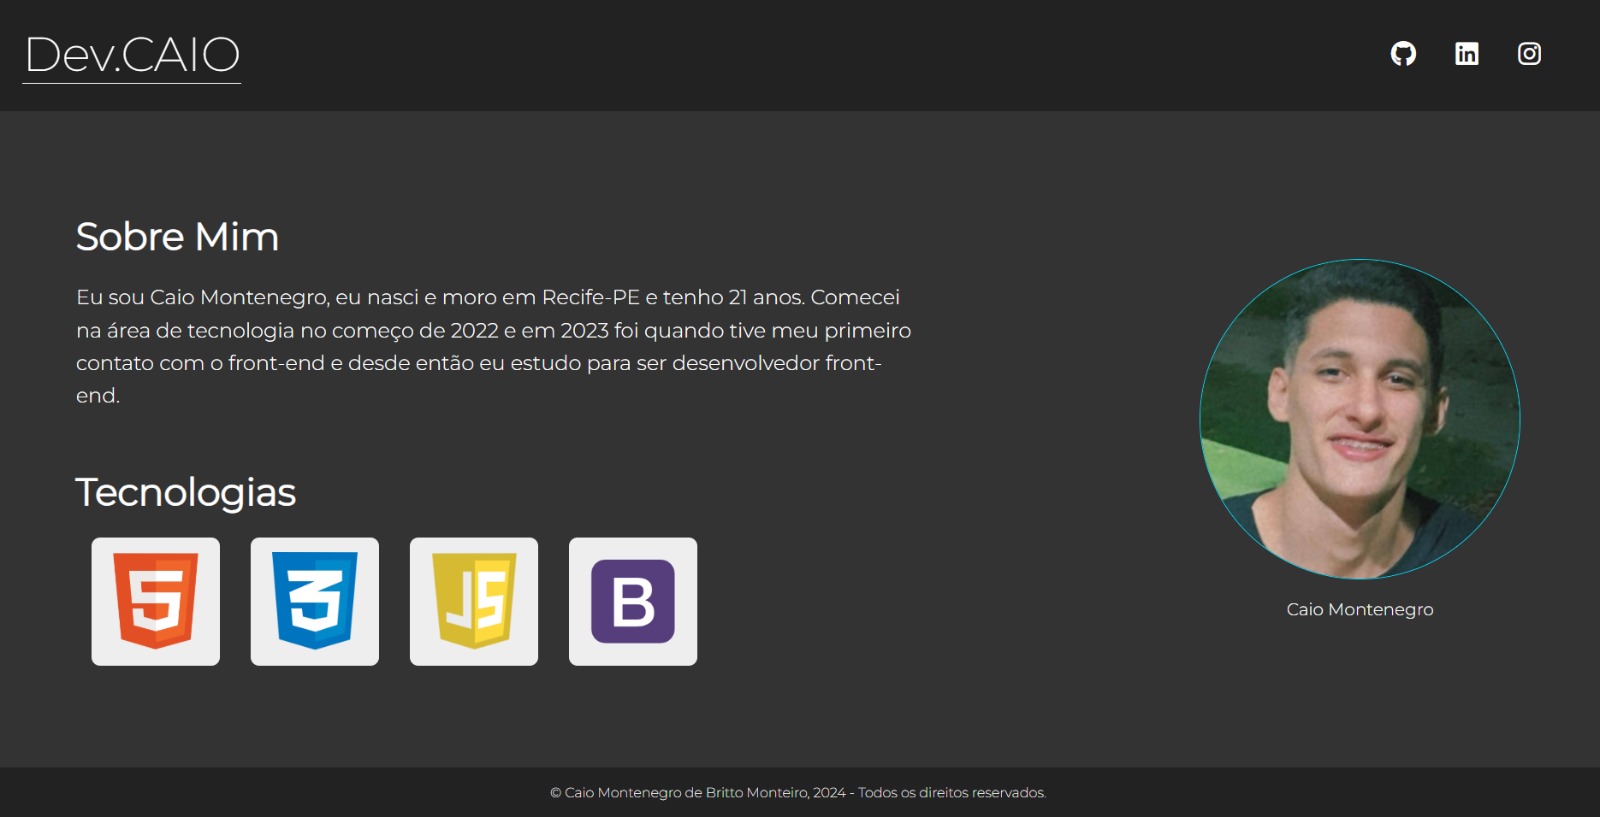 Dev.CAIO
in
Sobre Mim
Eu sou Caio Montenegro, eu nasci e moro em Recife-PE e tenho 21 anos. Comecei
na área de tecnologia no começo de 2022 e em 2023 foi quando tive meu primeiro
contato com o front-end e desde então eu estudo para ser desenvolvedor front-
end.
Tecnologias
5
3
JS
B
Caio Montenegro
© Caio Montenegro de Britto Monteiro, 2024 - Todos os direitos reservados.